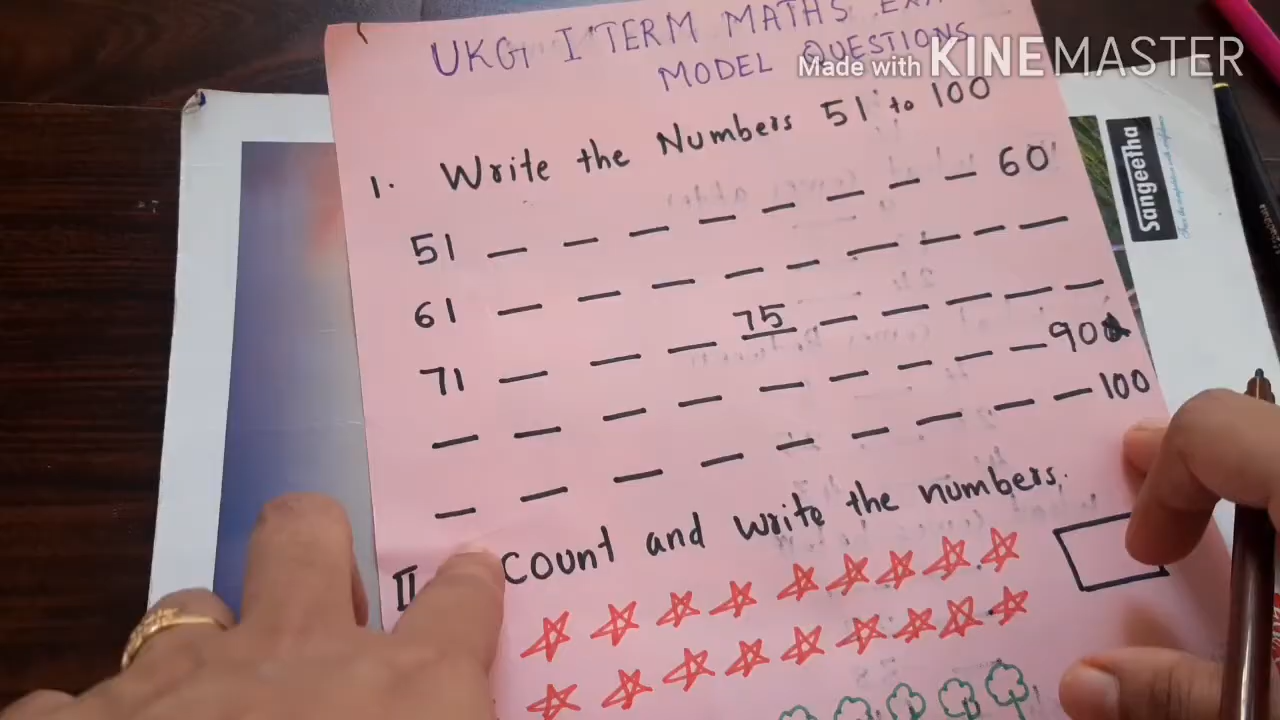 UKG I TERM MATHS
MODEL QUESTIONS
Made with KINEMASTER
1. Write the Numbers 51 to 100
51 _ _ _ _ _ _ _ _ 60
61 _ _ _ _ _ _ _ _ _
71 _ _ _ 75 _ _ _ _ _
_ _ _ _ _ _ _ _ _ 90
_ _ _ _ _ _ _ _ _ 100
II Count and write the numbers.
Sangeetha